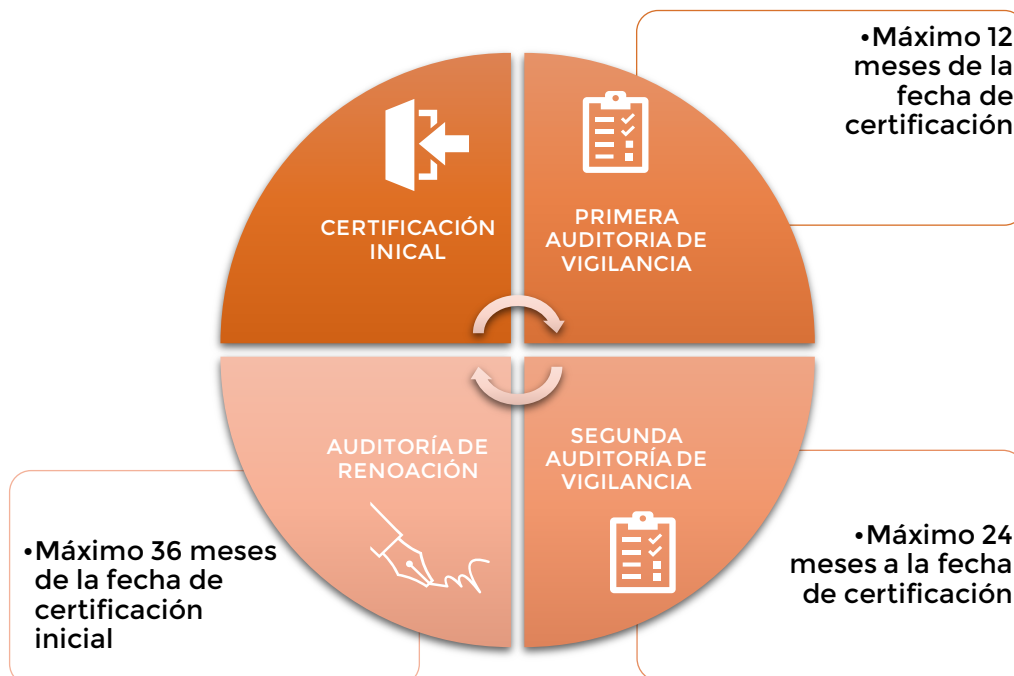 CERTIFICACIÓN
INICAL
PRIMERA
AUDITORIA DE
VIGILANCIA
•Máximo 12
meses de la
fecha de
certificación
SEGUNDA
AUDITORÍA DE
VIGILANCIA
•Máximo 24
meses a la fecha
de certificación
AUDITORÍA DE
RENOACIÓN
•Máximo 36 meses
de la fecha de
certificación
inicial